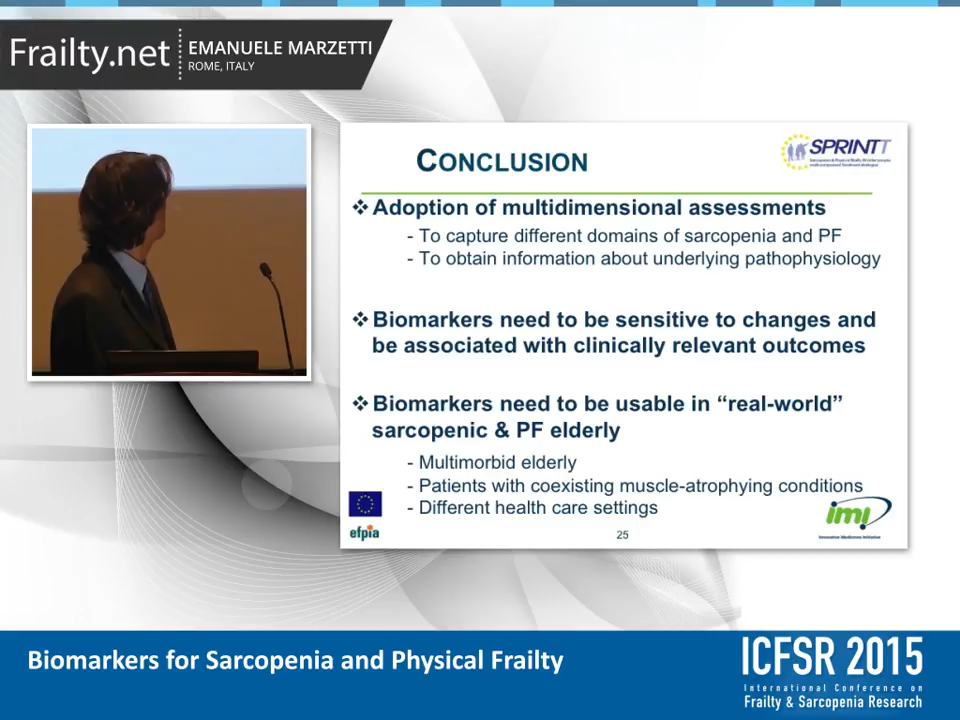 Frailty.net
EMANUELE MARZETTI
ROME, ITALY
CONCLUSION
SPRINTT
❖ Adoption of multidimensional assessments
- To capture different domains of sarcopenia and PF
- To obtain information about underlying pathophysiology
❖ Biomarkers need to be sensitive to changes and
be associated with clinically relevant outcomes
❖ Biomarkers need to be usable in “real-world”
sarcopenic & PF elderly
- Multimorbid elderly
- Patients with coexisting muscle-atrophying conditions
- Different health care settings
efpia
25
imi
Innovative Medicines Initiative
Biomarkers for Sarcopenia and Physical Frailty
ICFSR 2015
International Conference on
Frailty & Sarcopenia Research